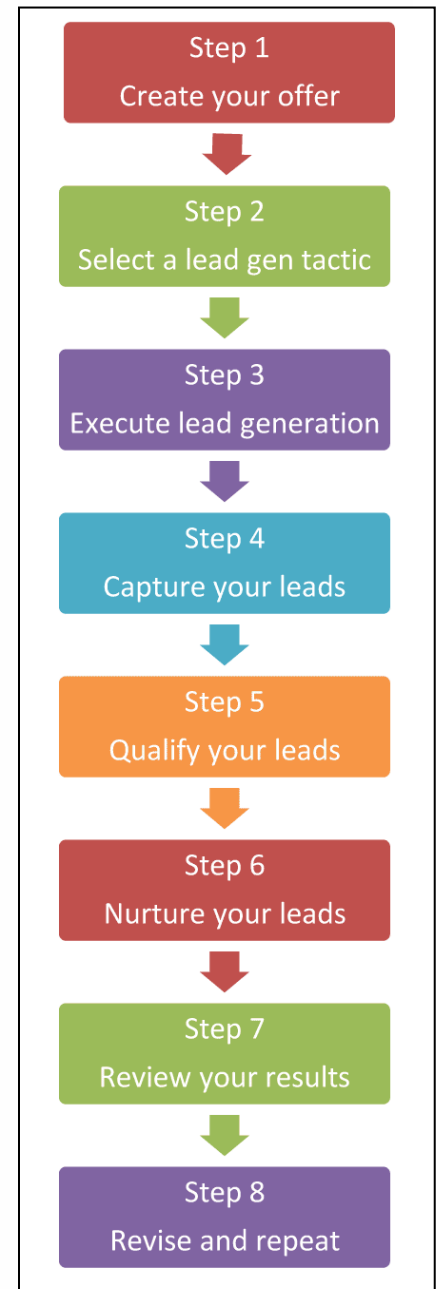 Step 1
Create your offer
Step 2
Select a lead gen tactic
Step 3
Execute lead generation
Step 4
Capture your leads
Step 5
Qualify your leads
Step 6
Nurture your leads
Step 7
Review your results
Step 8
Revise and repeat